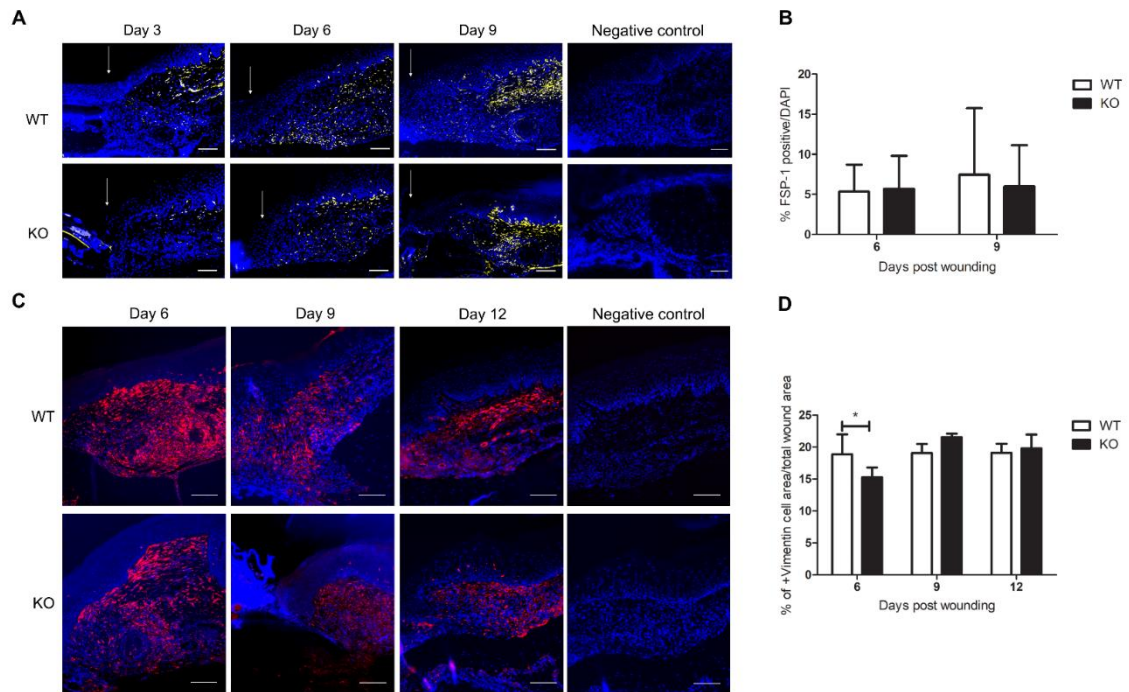 A
Day 3
Day 6
Day 9
Negative control
WT
KO
B
% FSP-1 positive/DAPI
20
15
10
5
0
6
9
Days post wounding
WT
KO
C
Day 6
Day 9
Day 12
Negative control
WT
KO
D
% of +Vimentin cell area/total wound area
25
20
15
10
5
0
*
6
9
12
Days post wounding
WT
KO